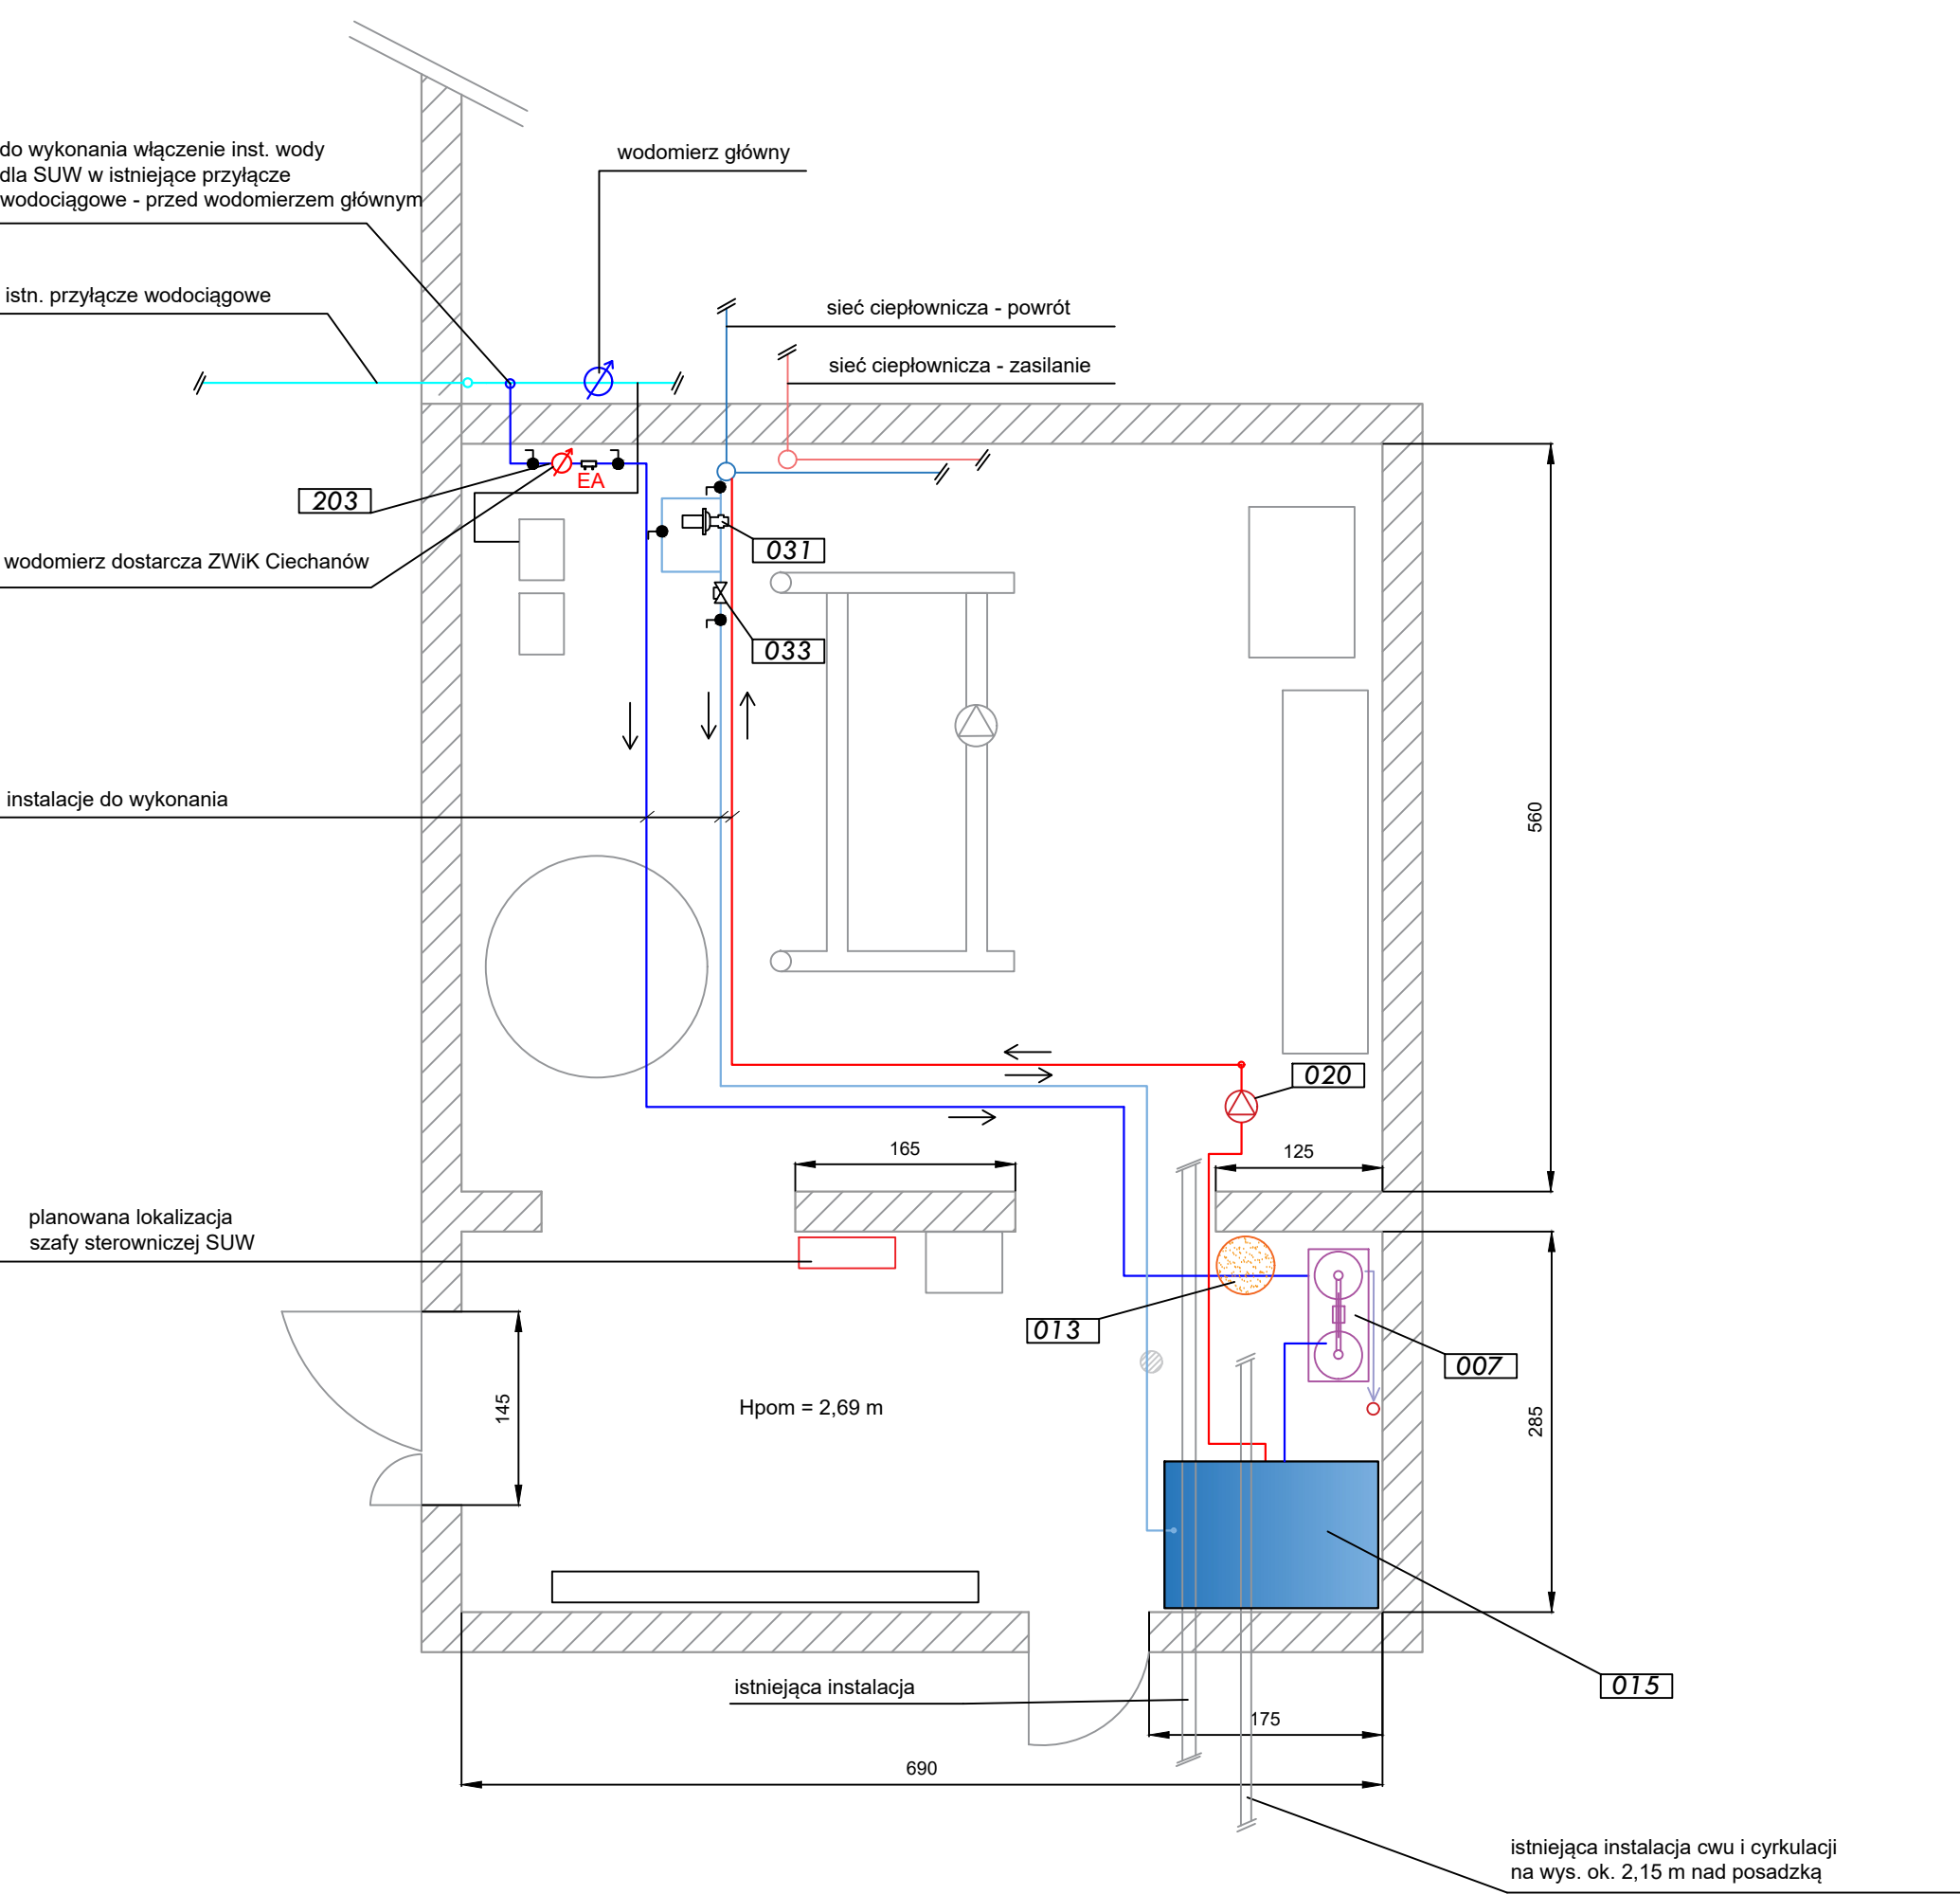 do wykonania włączenie inst. wody
dla SUW w istniejące przyłącze
wodociągowe - przed wodomierzem głównym
wodomierz główny
istn. przyłącze wodociągowe
sieć ciepłownicza - powrót
sieć ciepłownicza - zasilanie
EA
203
wodomierz dostarcza ZWiK Ciechanów
031
033
instalacje do wykonania
560
020
165
125
planowana lokalizacja
szafy sterowniczej SUW
013
007
145
Hpom = 2,69 m
285
istniejąca instalacja
015
175
690
istniejąca instalacja cwu i cyrkulacji
na wys. ok. 2,15 m nad posadzką